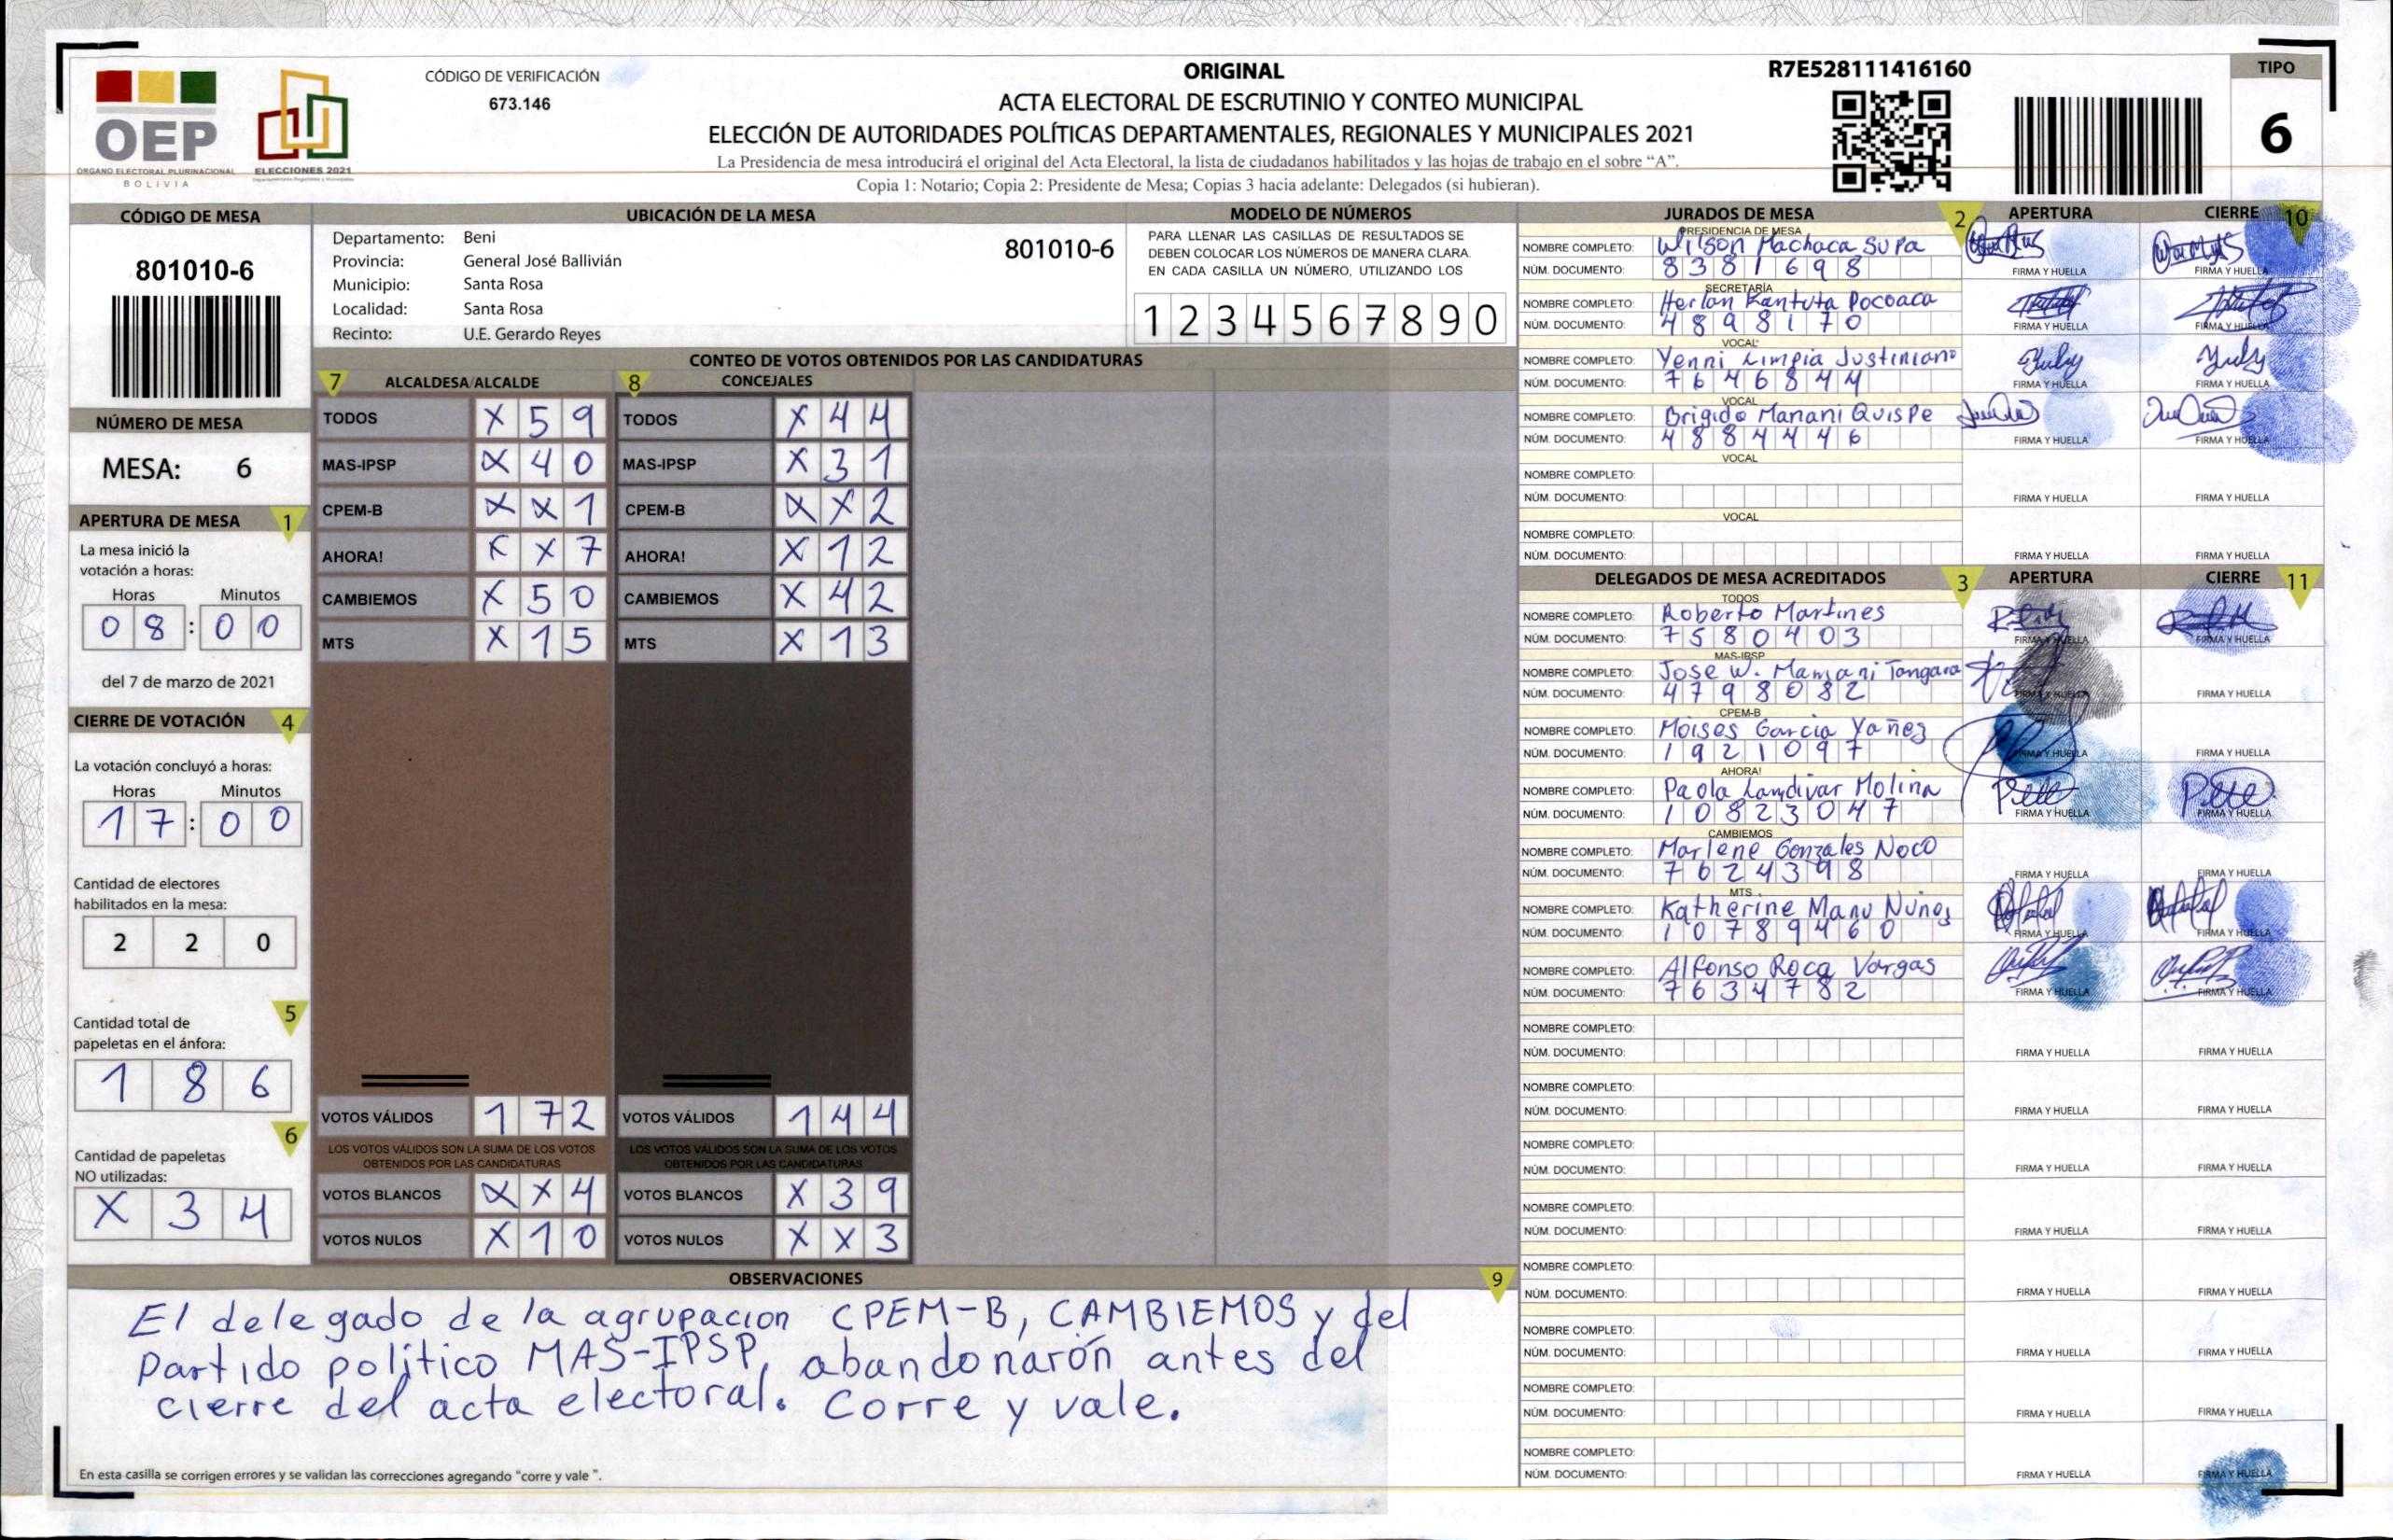 OEP
ÓRGANO ELECTORAL PLURINACIONAL
BOLIVIA
ELECCIONES 2021
CÓDIGO DE VERIFICACIÓN
673.146
ORIGINAL
ACTA ELECTORAL DE ESCRUTINIO Y CONTEO MUNICIPAL
ELECCIÓN DE AUTORIDADES POLÍTICAS DEPARTAMENTALES, REGIONALES Y MUNICIPALES 2021
La Presidencia de mesa introducirá el original del Acta Electoral, la lista de ciudadanos habilitados y las hojas de trabajo en el sobre “A”.
Copia 1: Notario; Copia 2: Presidente de Mesa; Copias 3 hacia adelante: Delegados (si hubieran).
R7E528111416160
TIPO
6
CÓDIGO DE MESA
801010-6
NÚMERO DE MESA
MESA: 6
APERTURA DE MESA 1
La mesa inició la
votación a horas:
Horas Minutos
08:00
del 7 de marzo de 2021
CIERRE DE VOTACIÓN 4
La votación concluyó a horas:
Horas Minutos
17:00
Cantidad de electores
habilitados en la mesa:
2 2 0
5
Cantidad total de
papeletas en el ánfora:
1 8 6
6
Cantidad de papeletas
NO utilizadas:
X 3 4
UBICACIÓN DE LA MESA
Departamento: Beni
801010-6
Provincia: General José Ballivián
Municipio: Santa Rosa
Localidad: Santa Rosa
Recinto: U.E. Gerardo Reyes
MODELO DE NÚMEROS
PARA LLENAR LAS CASILLAS DE RESULTADOS SE
DEBEN COLOCAR LOS NÚMEROS DE MANERA CLARA.
EN CADA CASILLA UN NÚMERO, UTILIZANDO LOS
1 2 3 4 5 6 7 8 9 0
CONTEO DE VOTOS OBTENIDOS POR LAS CANDIDATURAS
7 ALCALDESA/ALCALDE 8 CONCEJALES
TODOS X 5 9 TODOS X 4 4
MAS-IPSP X 4 0 MAS-IPSP X 3 1
CPEM-B X X 1 CPEM-B X X 2
AHORA! X X 7 AHORA! X 1 2
CAMBIEMOS X 5 0 CAMBIEMOS X 4 2
MTS X 1 5 MTS X 1 3
VOTOS VÁLIDOS 1 7 2 VOTOS VÁLIDOS 1 4 4
LOS VOTOS VÁLIDOS SON LA SUMA DE LOS VOTOS LOS VOTOS VÁLIDOS SON LA SUMA DE LOS VOTOS
OBTENIDOS POR LAS CANDIDATURAS OBTENIDOS POR LAS CANDIDATURAS
VOTOS BLANCOS X X 4 VOTOS BLANCOS X 3 9
VOTOS NULOS X 1 0 VOTOS NULOS X X 3
OBSERVACIONES 9
El delegado de la agrupacion CPEM-B, CAMBIEMOS y del
Partido político MAS-IPSP, abandonarón antes del
cierre del acta electoral. Corre y vale.
En esta casilla se corrigen errores y se validan las correcciones agregando “corre y vale ”.
JURADOS DE MESA 2 APERTURA CIERRE 10
PRESIDENCIA DE MESA
NOMBRE COMPLETO: Wilson Machaca Supa
NÚM. DOCUMENTO: 8381698 FIRMA Y HUELLA FIRMA Y HUELLA
SECRETARÍA
NOMBRE COMPLETO: Herlan Kantuta Pocoaca
NÚM. DOCUMENTO: 4898170 FIRMA Y HUELLA FIRMA Y HUELLA
VOCAL
NOMBRE COMPLETO: Yenni Limpia Justiniano
NÚM. DOCUMENTO: 7646844 FIRMA Y HUELLA FIRMA Y HUELLA
VOCAL
NOMBRE COMPLETO: Brigido Manani Quispe
NÚM. DOCUMENTO: 4884446 FIRMA Y HUELLA FIRMA Y HUELLA
VOCAL
NOMBRE COMPLETO:
NÚM. DOCUMENTO: FIRMA Y HUELLA FIRMA Y HUELLA
VOCAL
NOMBRE COMPLETO:
NÚM. DOCUMENTO: FIRMA Y HUELLA FIRMA Y HUELLA
DELEGADOS DE MESA ACREDITADOS 3 APERTURA CIERRE 11
TODOS
NOMBRE COMPLETO: Roberto Martines
NÚM. DOCUMENTO: 7580403 FIRMA Y HUELLA FIRMA Y HUELLA
MAS-IPSP
NOMBRE COMPLETO: Jose W. Mamani Tangara
NÚM. DOCUMENTO: 4798082 FIRMA Y HUELLA FIRMA Y HUELLA
CPEM-B
NOMBRE COMPLETO: Moises Garcia Yañez
NÚM. DOCUMENTO: 1921097 FIRMA Y HUELLA FIRMA Y HUELLA
AHORA!
NOMBRE COMPLETO: Paola Landivar Molina
NÚM. DOCUMENTO: 10823047 FIRMA Y HUELLA FIRMA Y HUELLA
CAMBIEMOS
NOMBRE COMPLETO: Marlene Gonzales Noco
NÚM. DOCUMENTO: 7624398 FIRMA Y HUELLA FIRMA Y HUELLA
MTS
NOMBRE COMPLETO: Katherine Manu Nuñez
NÚM. DOCUMENTO: 10789460 FIRMA Y HUELLA FIRMA Y HUELLA
NOMBRE COMPLETO: Alfonso Roca Vargas
NÚM. DOCUMENTO: 7634782 FIRMA Y HUELLA FIRMA Y HUELLA
NOMBRE COMPLETO:
NÚM. DOCUMENTO: FIRMA Y HUELLA FIRMA Y HUELLA
NOMBRE COMPLETO:
NÚM. DOCUMENTO: FIRMA Y HUELLA FIRMA Y HUELLA
NOMBRE COMPLETO:
NÚM. DOCUMENTO: FIRMA Y HUELLA FIRMA Y HUELLA
NOMBRE COMPLETO:
NÚM. DOCUMENTO: FIRMA Y HUELLA FIRMA Y HUELLA
NOMBRE COMPLETO:
NÚM. DOCUMENTO: FIRMA Y HUELLA FIRMA Y HUELLA
NOMBRE COMPLETO:
NÚM. DOCUMENTO: FIRMA Y HUELLA FIRMA Y HUELLA
NOMBRE COMPLETO:
NÚM. DOCUMENTO: FIRMA Y HUELLA FIRMA Y HUELLA
NOMBRE COMPLETO:
NÚM. DOCUMENTO: FIRMA Y HUELLA FIRMA Y HUELLA